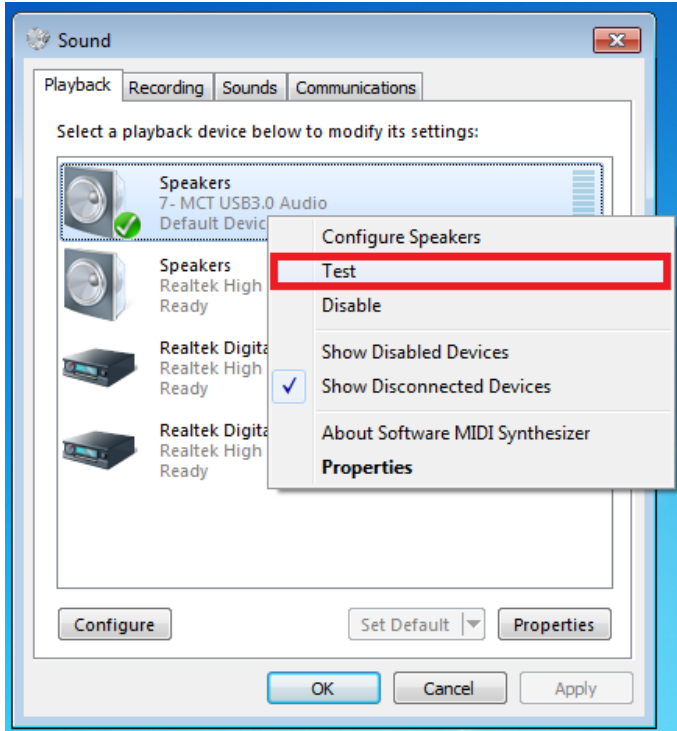 Sound
Playback Recording Sounds Communications
Select a playback device below to modify its settings:
Speakers
7- MCT USB3.0 Audio
Default Devic
Configure Speakers
Test
Disable
Show Disabled Devices
Show Disconnected Devices
About Software MIDI Synthesizer
Properties
Speakers
Realtek High
Ready
Realtek Digita
Realtek High
Ready
Realtek Digita
Realtek High
Ready
Configure Set Default Properties
OK Cancel Apply